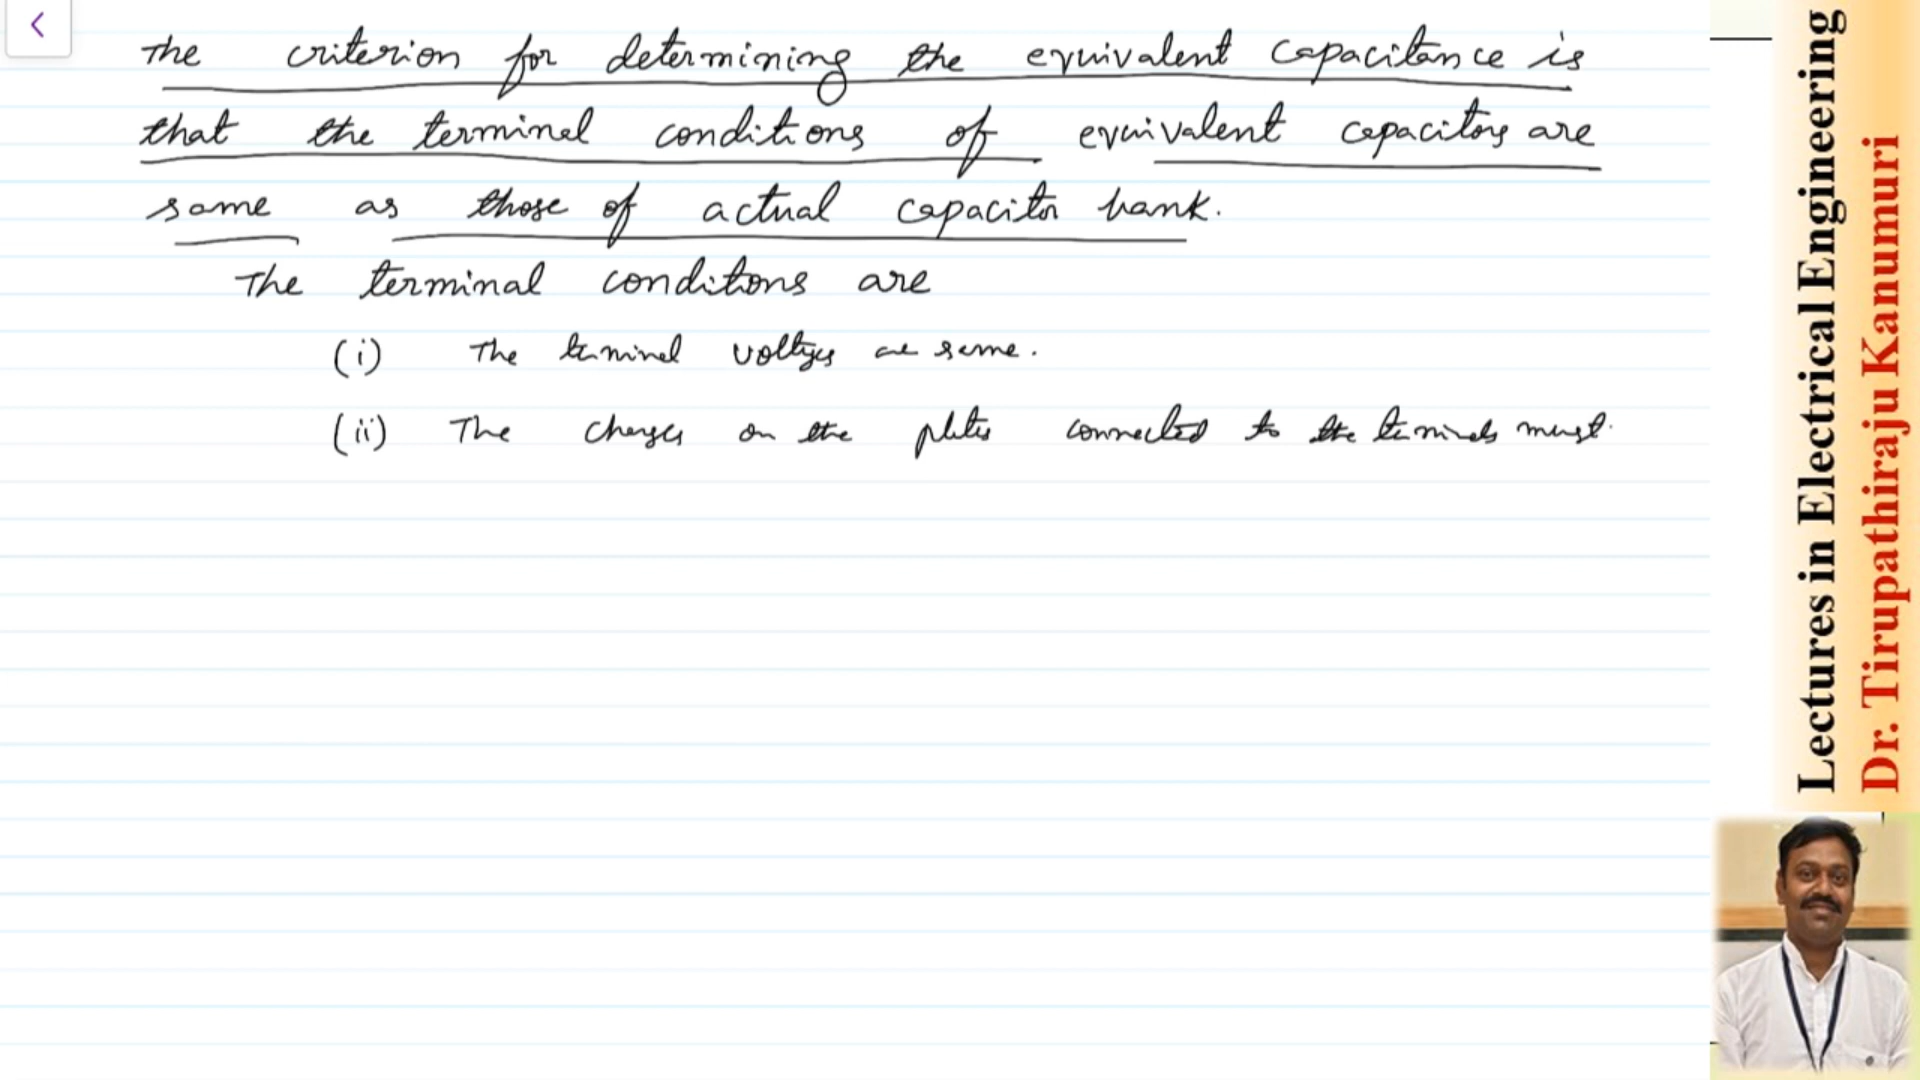 The criterion for determining the equivalent capacitance is
that the terminal conditions of equivalent capacitors are
same as those of actual capacitor bank.
The terminal conditions are
(i) The terminal voltages are same.
(ii) The charges on the plates connected to the terminals must.
Lectures in Electrical Engineering
Dr. Tirupathiraju Kanumuri